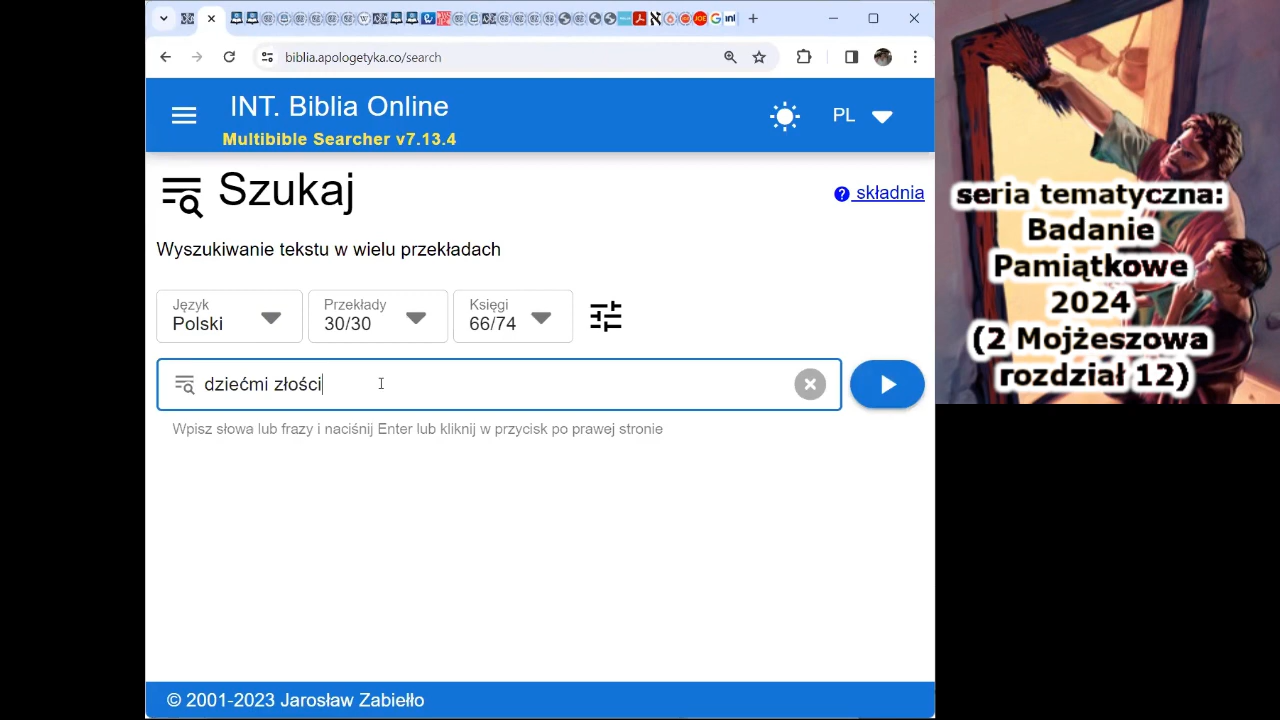 biblia.apologetyka.co/search
INT. Biblia Online
Multibible Searcher v7.13.4
PL
Szukaj
? składnia
Wyszukiwanie tekstu w wielu przekładach
Język
Polski
Przekłady
30/30
Księgi
66/74
dziećmi złości
Wpisz słowa lub frazy i naciśnij Enter lub kliknij w przycisk po prawej stronie
© 2001-2023 Jarosław Zabiełło
seria tematyczna:
Badanie
Pamiątkowe
2024
(2 Mojżeszowa
rozdział 12)